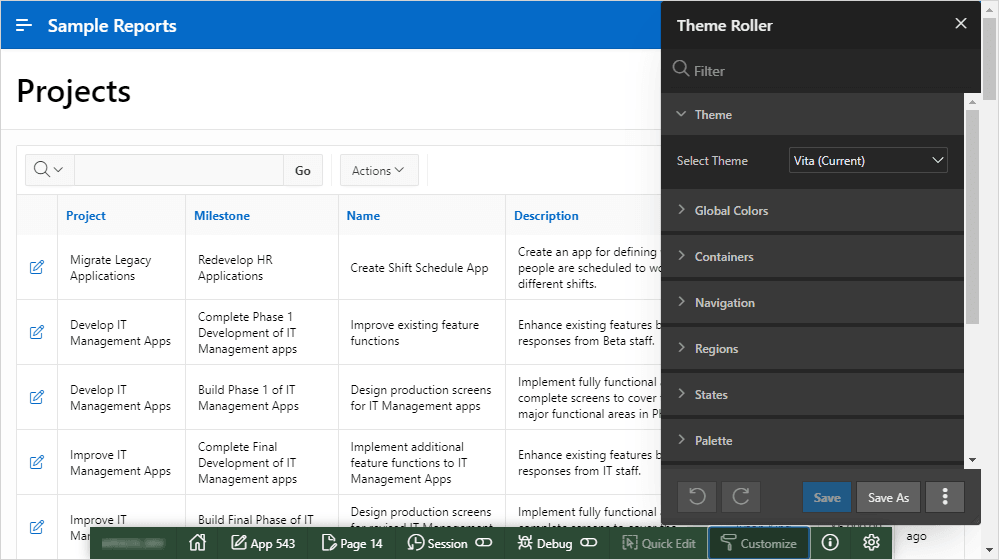 Sample Reports
Theme Roller
Filter
Projects
Theme
Select Theme
Vita (Current)
Go
Actions
Global Colors
Containers
Navigation
Regions
States
Palette
Project
Milestone
Name
Description
Migrate Legacy
Applications
Redevelop HR
Applications
Create Shift Schedule App
Create an app for defining
people are scheduled to wo
different shifts.
Develop IT
Management Apps
Complete Phase 1
Development of IT
Management apps
Improve existing feature
functions
Enhance existing features b
responses from Beta staff.
Develop IT
Management Apps
Build Phase 1 of IT
Management Apps
Design production screens
for IT Management apps
Implement fully functional
complete screens to cover
major functional areas in Ph
Improve IT
Management Apps
Complete Final
Development of IT
Management Apps
Implement additional
feature functions to IT
Management Apps
Enhance existing features b
responses from IT staff.
Improve IT
Build Final Phase of IT
Design production screens
Implement fully functional
ago
Save
Save As
App 543
Page 14
Session
Debug
Quick Edit
Customize